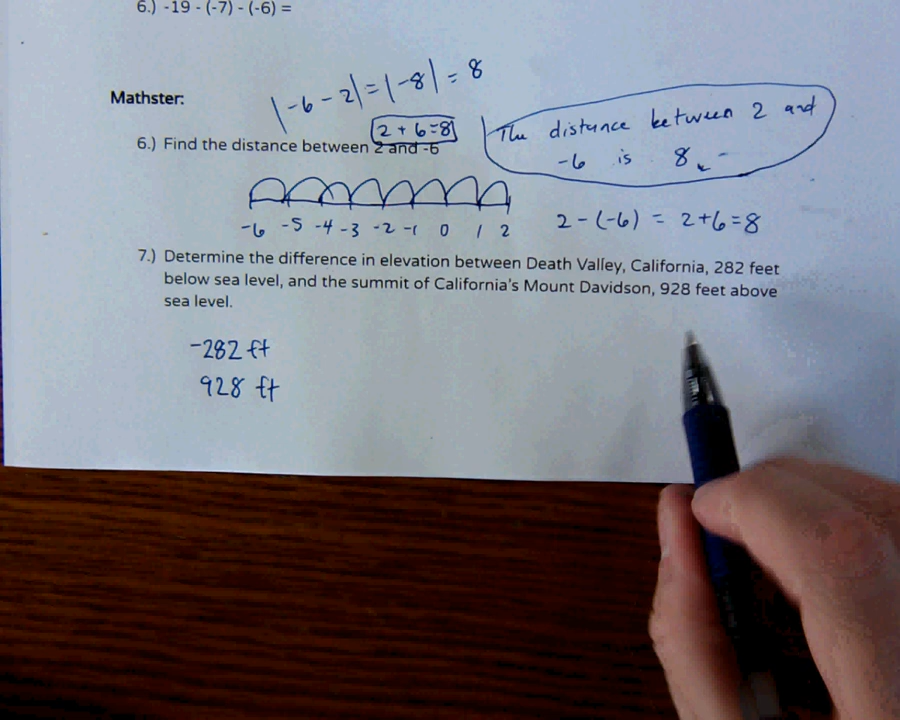 6.) -19 - (-7) - (-6) =
|-6 - 2| = |-8| = 8
Mathster:
2 + 6 = 8
The distance between 2 and
-6 is 8.
6.) Find the distance between 2 and -6
-6 -5 -4 -3 -2 -1 0 1 2
2 - (-6) = 2+6=8
7.) Determine the difference in elevation between Death Valley, California, 282 feet
below sea level, and the summit of California's Mount Davidson, 928 feet above
sea level.
-282 ft
928 ft